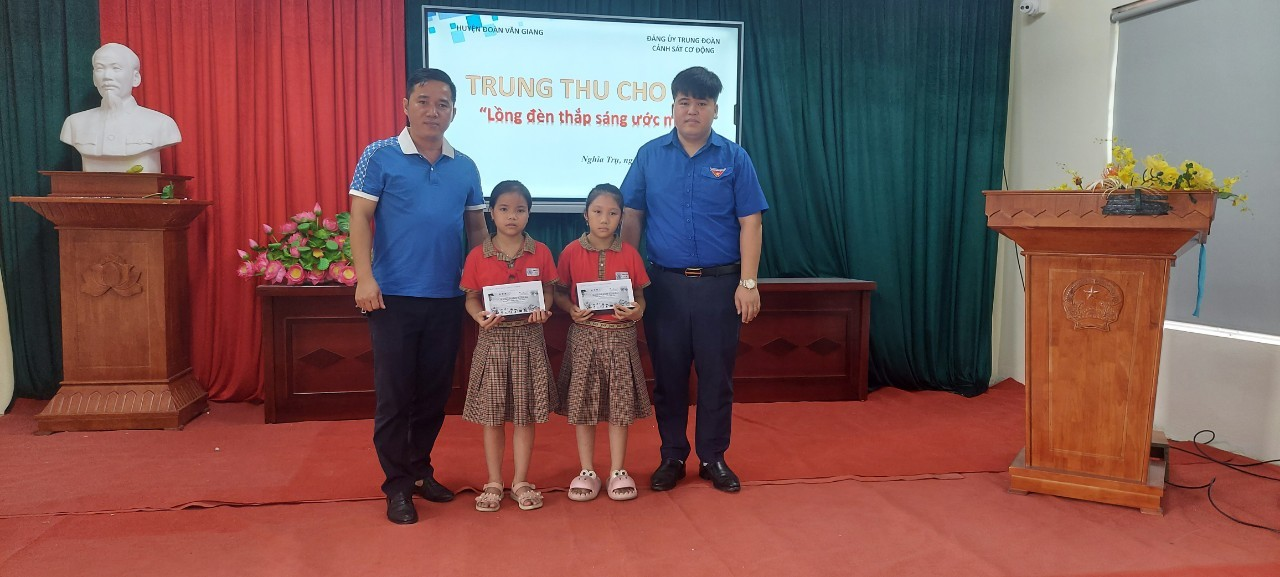 HUYỆN ĐOÀN VĂN GIANG
ĐẢNG ỦY TRUNG ĐOÀN
CẢNH SÁT CƠ ĐỘNG
TRUNG THU CHO
“Lồng đèn thắp sáng ước
Nghĩa Trụ,